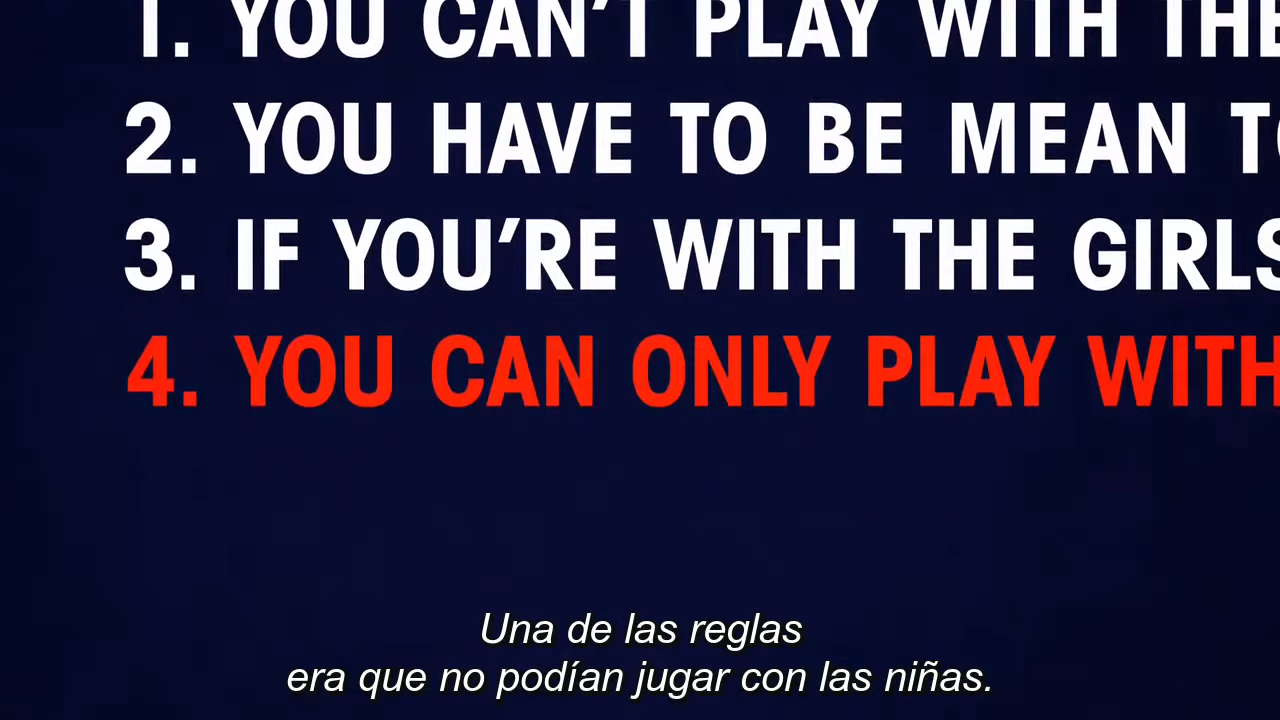 1. YOU CAN'T PLAY WITH THE
2. YOU HAVE TO BE MEAN TO
3. IF YOU'RE WITH THE GIRLS
4. YOU CAN ONLY PLAY WITH
Una de las reglas
era que no podían jugar con las niñas.